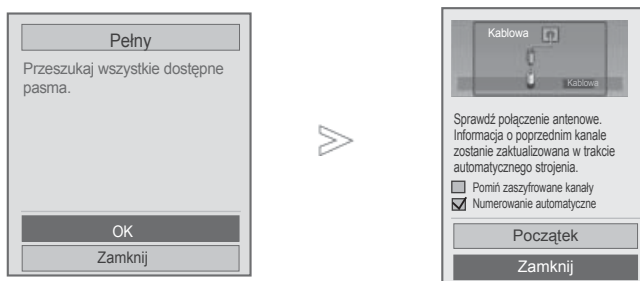 Pełny
Przeszukaj wszystkie dostępne
pasma.
OK
Zamknij
Kablowa
Kablowa
Sprawdź połączenie antenowe.
Informacja o poprzednim kanale
zostanie zaktualizowana w trakcie
automatycznego strojenia.
Pomiń zaszyfrowane kanały
Numerowanie automatyczne
Początek
Zamknij